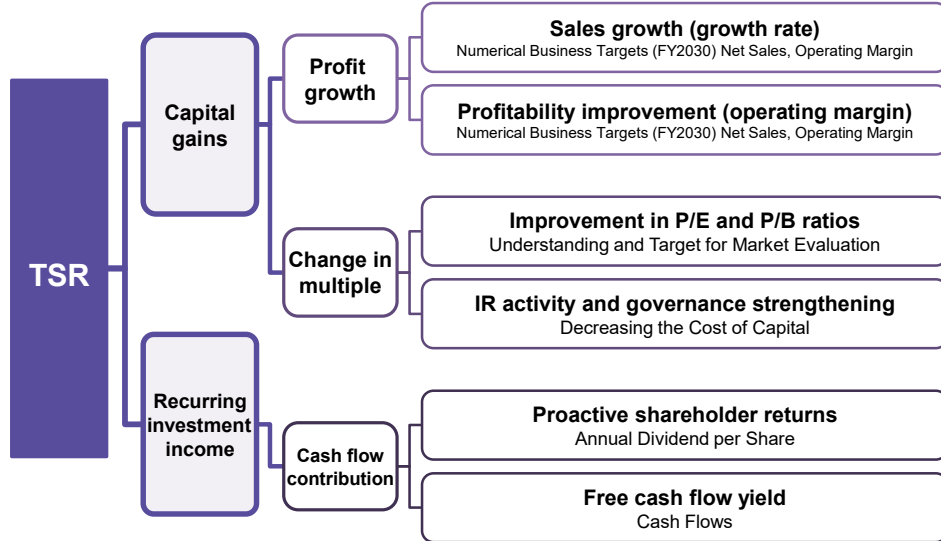 TSR
Capital
gains
Recurring
investment
income
Profit
growth
Change in
multiple
Cash flow
contribution
Sales growth (growth rate)
Numerical Business Targets (FY2030) Net Sales, Operating Margin
Profitability improvement (operating margin)
Numerical Business Targets (FY2030) Net Sales, Operating Margin
Improvement in P/E and P/B ratios
Understanding and Target for Market Evaluation
IR activity and governance strengthening
Decreasing the Cost of Capital
Proactive shareholder returns
Annual Dividend per Share
Free cash flow yield
Cash Flows